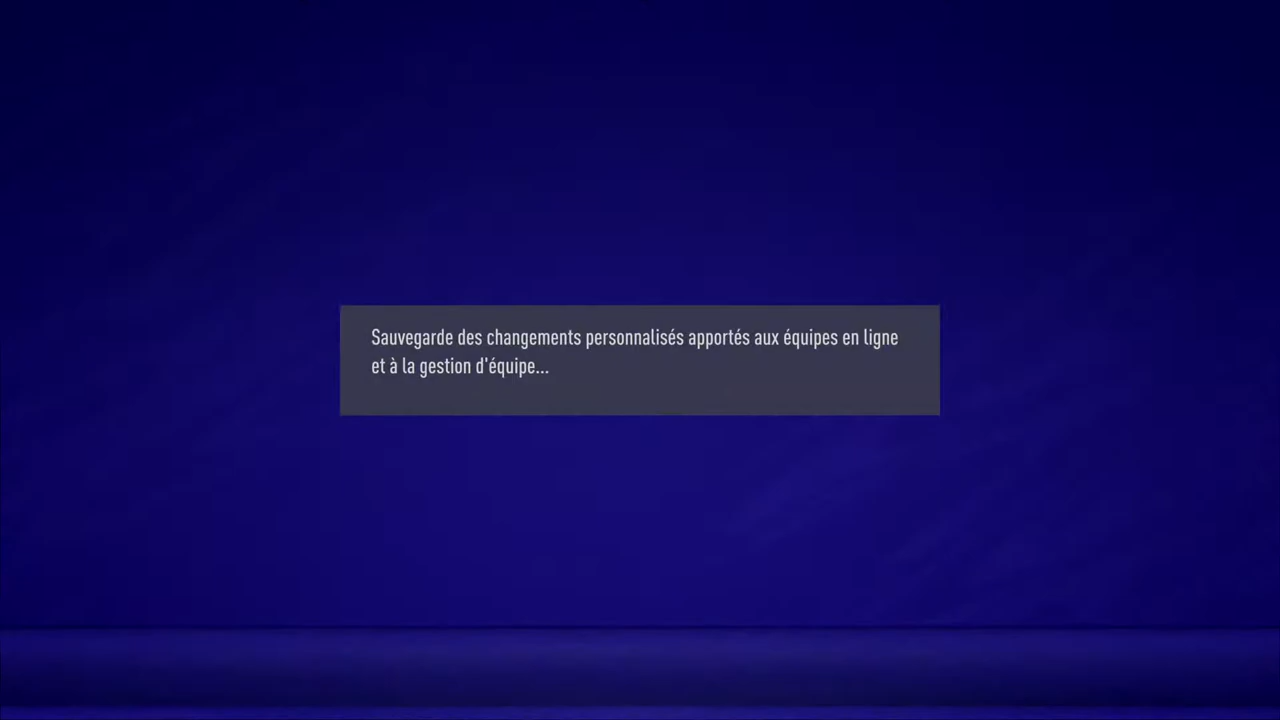 Sauvegarde des changements personnalisés apportés aux équipes en ligne
et à la gestion d'équipe...